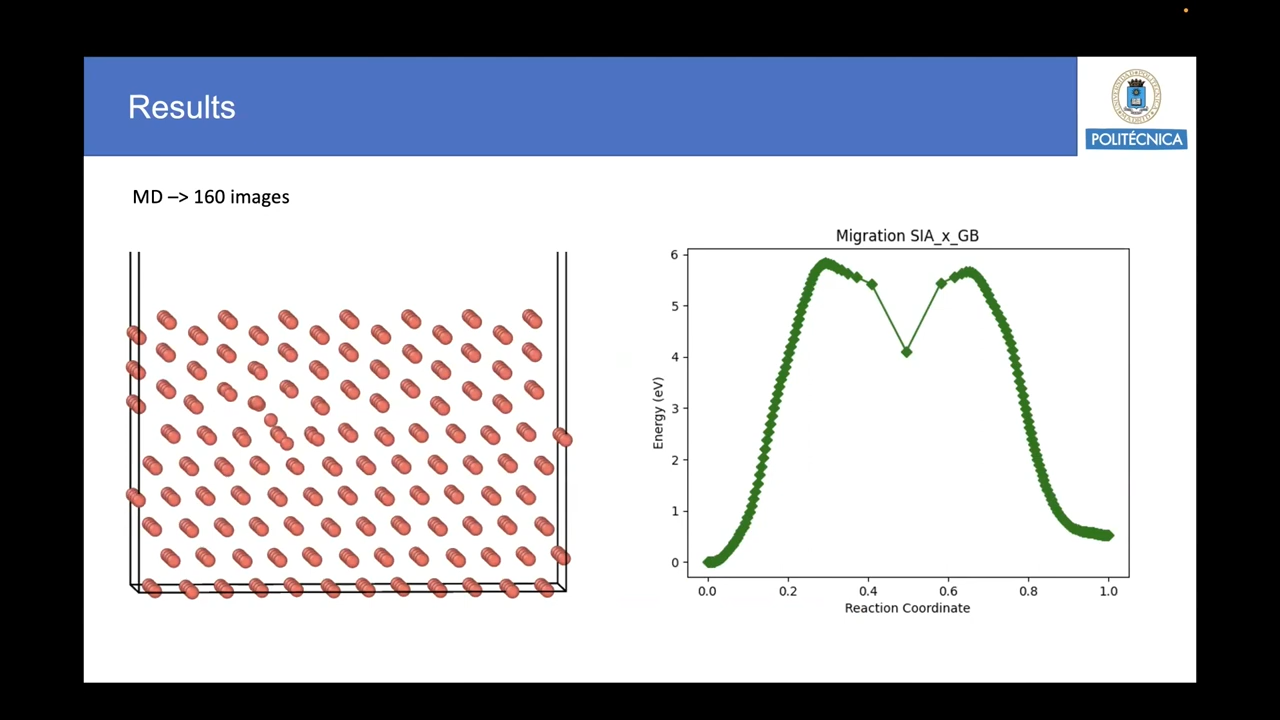 Results
POLITÉCNICA
MD –> 160 images
Migration SIA_x_GB
6
5
4
3
2
1
0
Energy (eV)
0.0 0.2 0.4 0.6 0.8 1.0
Reaction Coordinate